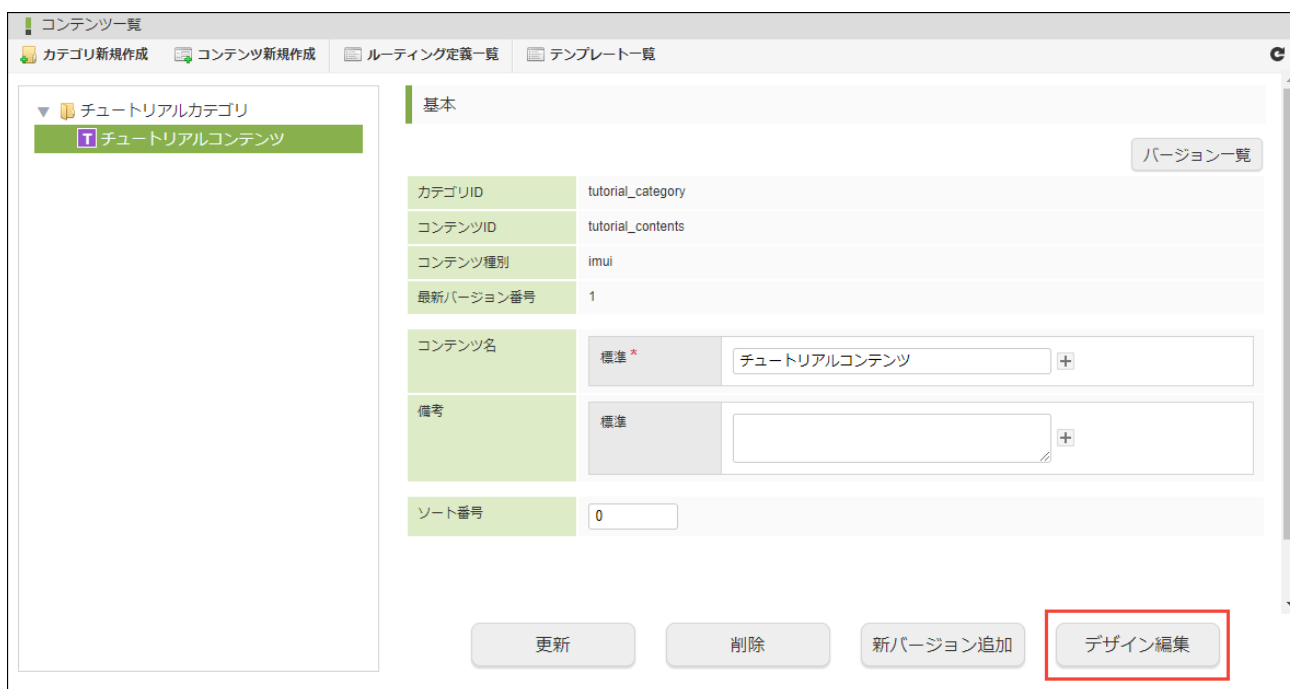 コンテンツ一覧
カテゴリ新規作成 コンテンツ新規作成 ルーティング定義一覧 テンプレート一覧
チュートリアルカテゴリ
T チュートリアルコンテンツ
基本
バージョン一覧
カテゴリID tutorial_category
コンテンツID tutorial_contents
コンテンツ種別 imui
最新バージョン番号 1
コンテンツ名 標準 * チュートリアルコンテンツ
備考 標準
ソート番号 0
更新 削除 新バージョン追加 デザイン編集